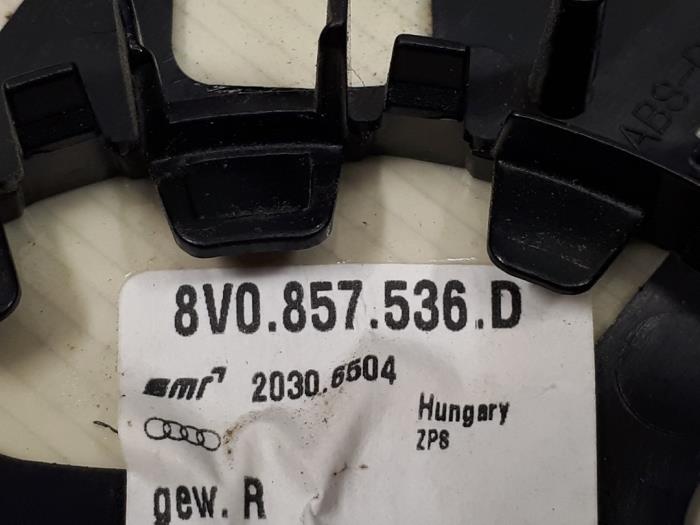 ABS-
8V0.857.536.D
smr 2030.6504
Hungary
ZP8
gew. R